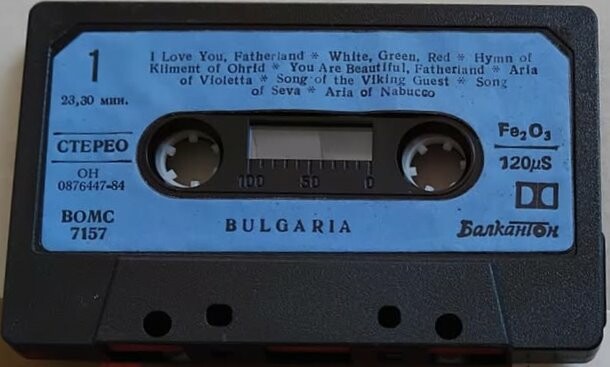 1
I Love You, Fatherland * White, Green, Red * Hymn of
Kliment of Ohrid * You Are Beautiful, Fatherland * Aria
of Violetta * Song of the Viking Guest * Song
of Seva * Aria of Nabucco
23,30 мин.
СТЕРЕО
ОН
0876447-84
ВОМС
7157
100 50 0
Fe₂O₃
120μS
BULGARIA
Балкантон